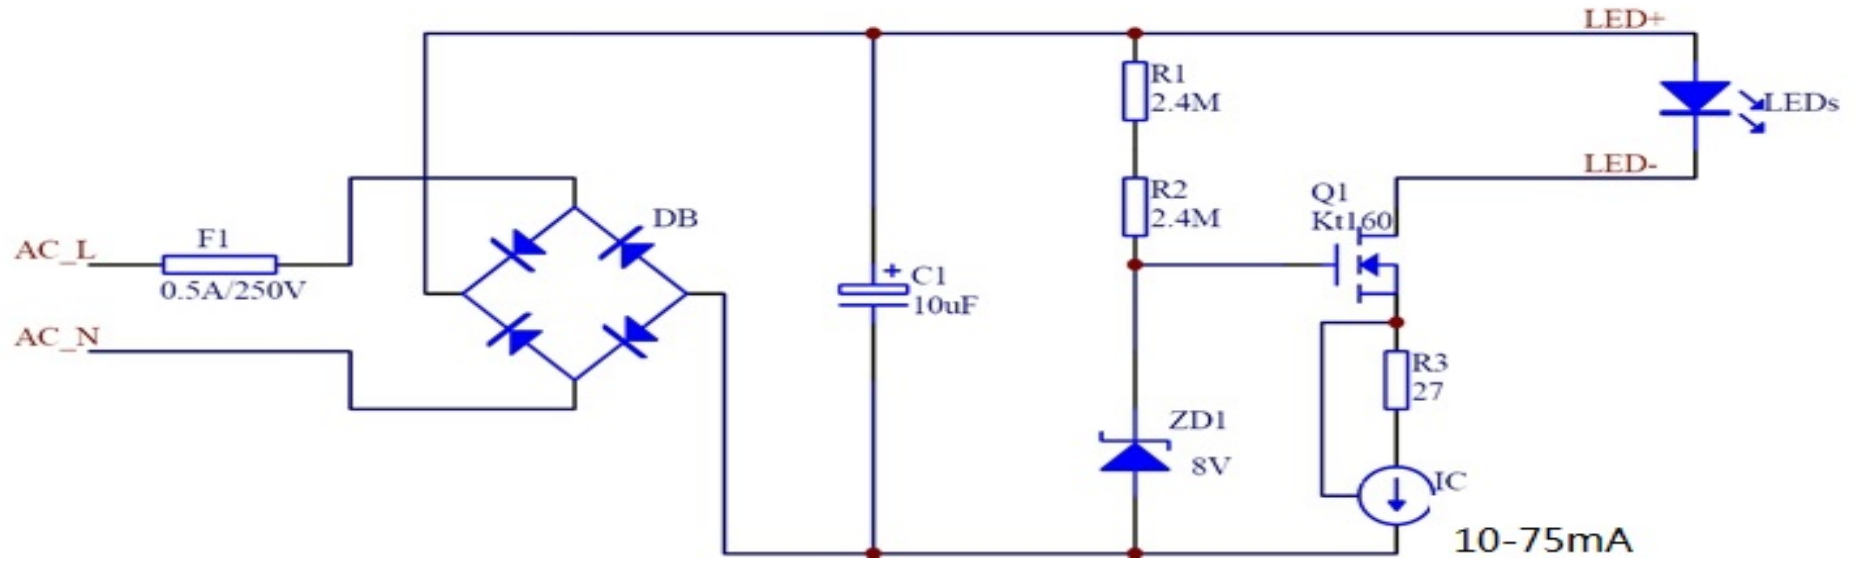 LED+
R1
2.4M
LEDs
LED-
R2
2.4M
Q1
Kt160
DB
F1
AC_L
0.5A/250V
C1
10uF
AC_N
R3
27
ZD1
8V
IC
10-75mA